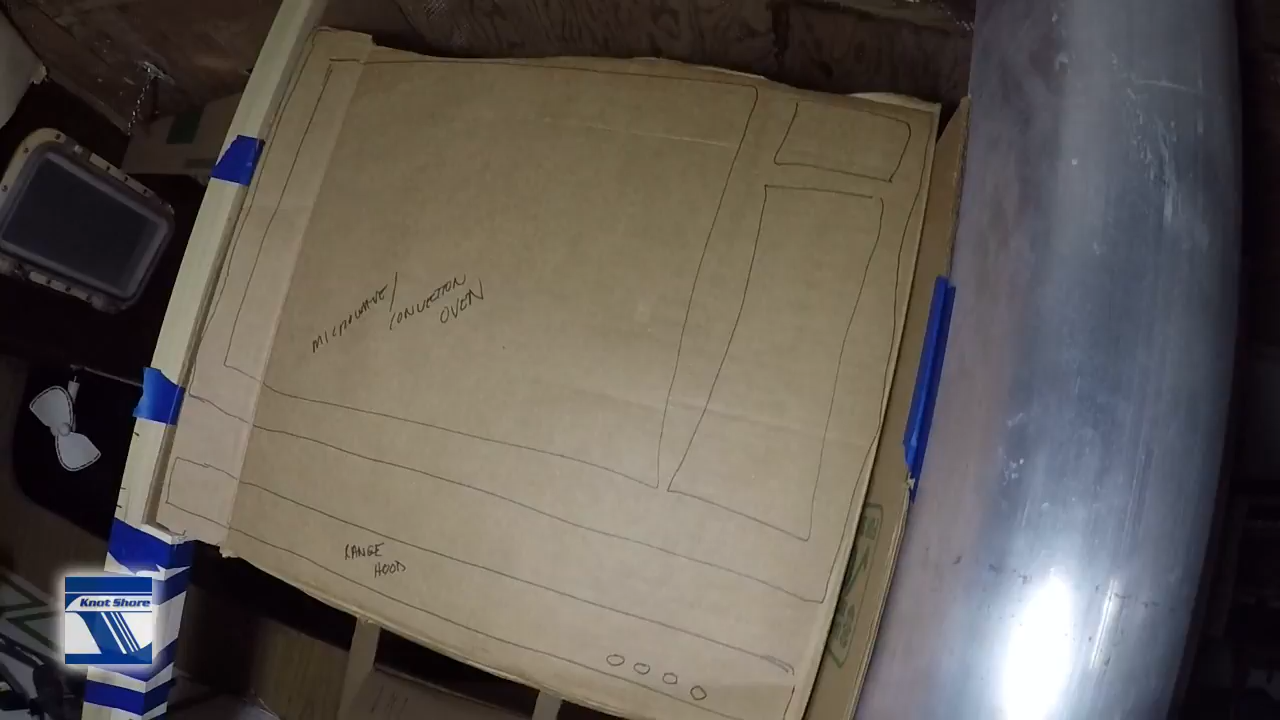 MICROWAVE/
CONVECTION
OVEN
RANGE
HOOD
Knot Shore